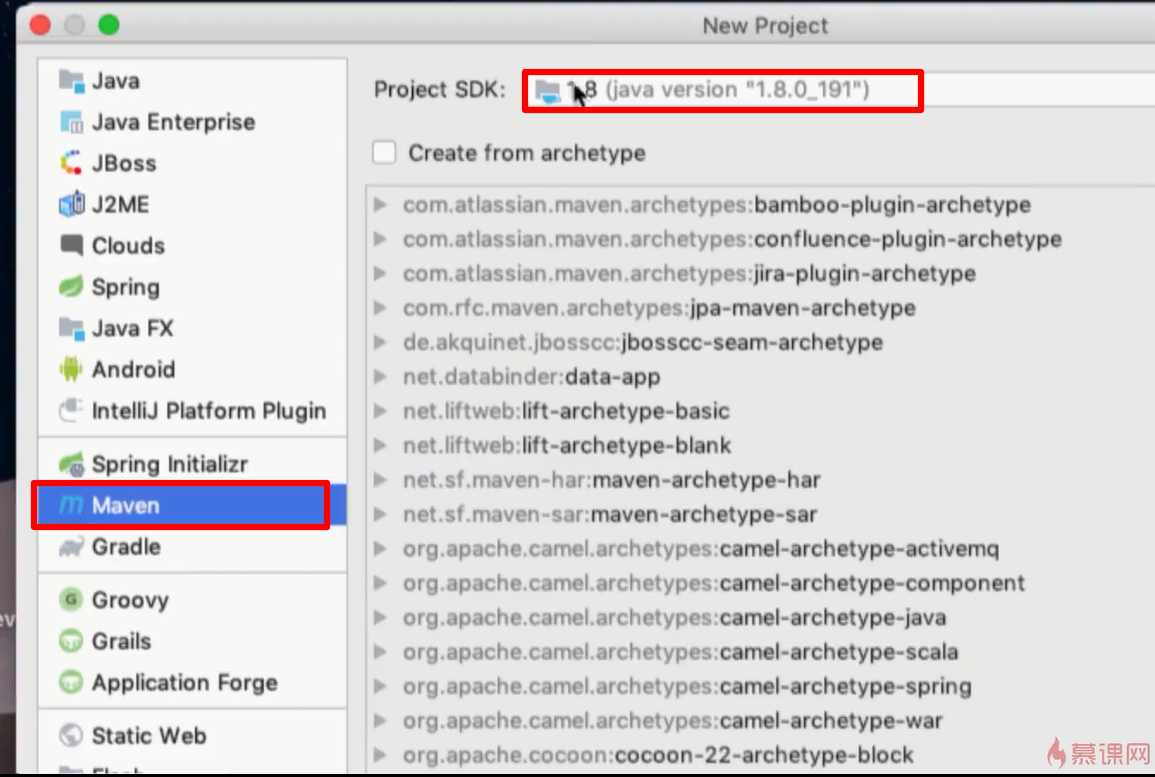 New Project
Java
Java Enterprise
JBoss
J2ME
Clouds
Spring
Java FX
Android
IntelliJ Platform Plugin
Spring Initializr
Maven
Gradle
Groovy
Grails
Application Forge
Static Web
Project SDK: 1.8 (java version "1.8.0_191")
Create from archetype
com.atlassian.maven.archetypes:bamboo-plugin-archetype
com.atlassian.maven.archetypes:confluence-plugin-archetype
com.atlassian.maven.archetypes:jira-plugin-archetype
com.rfc.maven.archetypes:jpa-maven-archetype
de.akquinet.jbosscc:jbosscc-seam-archetype
net.databinder:data-app
net.liftweb:lift-archetype-basic
net.liftweb:lift-archetype-blank
net.sf.maven-har:maven-archetype-har
net.sf.maven-sar:maven-archetype-sar
org.apache.camel.archetypes:camel-archetype-activemq
org.apache.camel.archetypes:camel-archetype-component
org.apache.camel.archetypes:camel-archetype-java
org.apache.camel.archetypes:camel-archetype-scala
org.apache.camel.archetypes:camel-archetype-spring
org.apache.camel.archetypes:camel-archetype-war
org.apache.cocoon:cocoon-22-archetype-block
慕课网